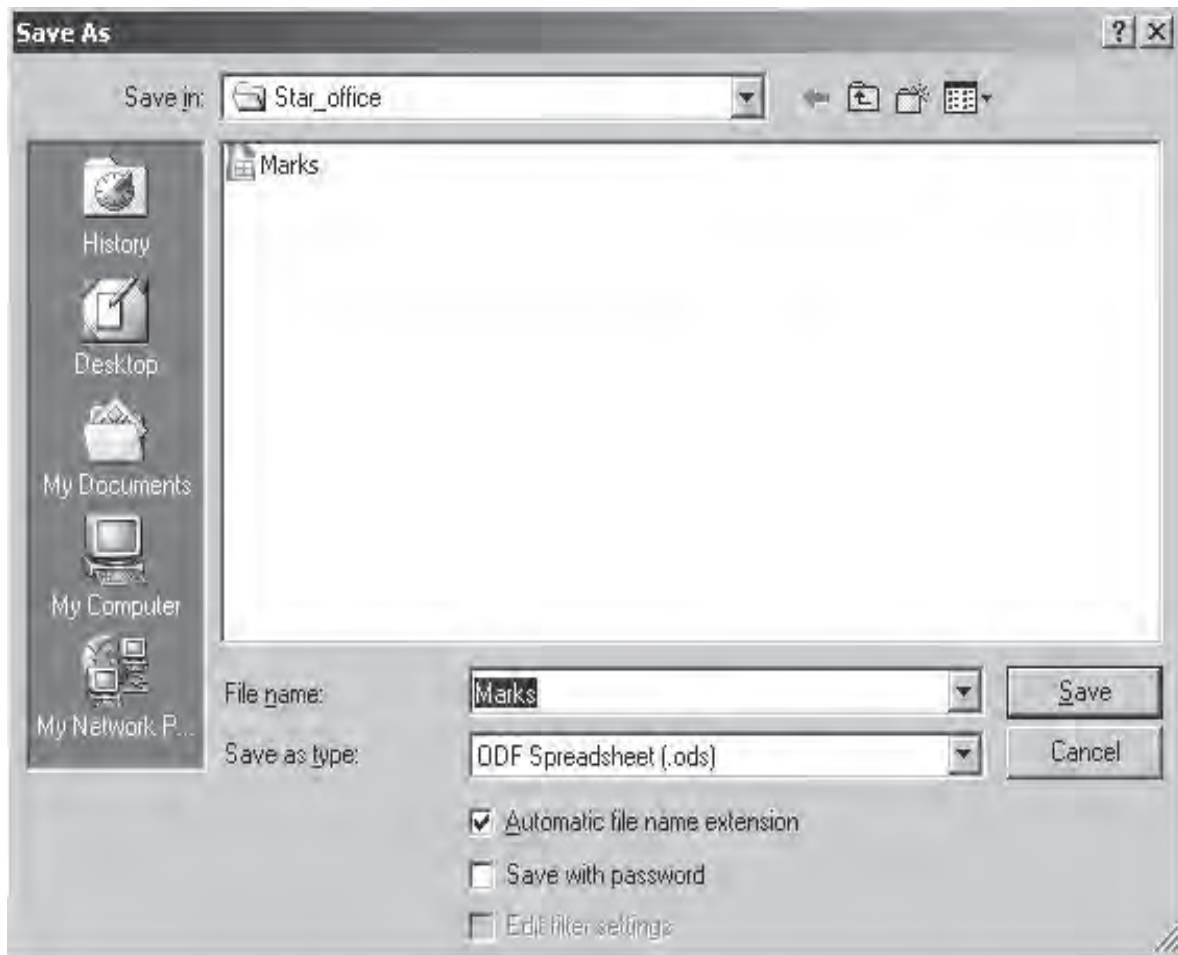 Save As
Save in: Star_office
Marks
History
Desktop
My Documents
My Computer
My Network P...
File name: Marks Save
Save as type: ODF Spreadsheet (.ods) Cancel
Automatic file name extension
Save with password
Edit filter settings